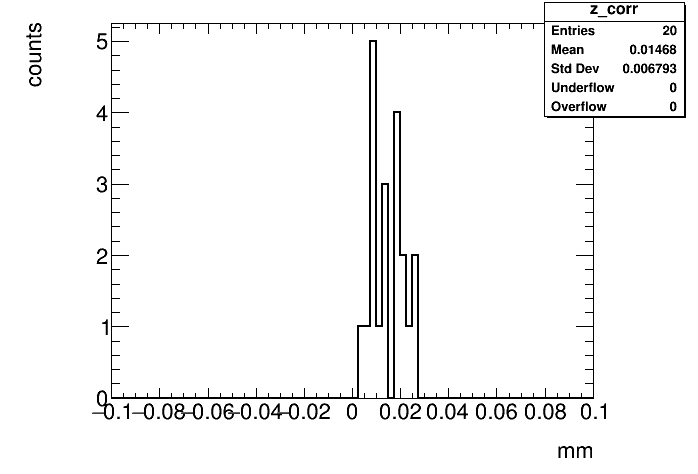 z_corr
Entries 20
Mean 0.01468
Std Dev 0.006793
Underflow 0
Overflow 0
counts
5
4
3
2
1
0
−0.1 −0.08 −0.06 −0.04 −0.02 0 0.02 0.04 0.06 0.08 0.1
mm